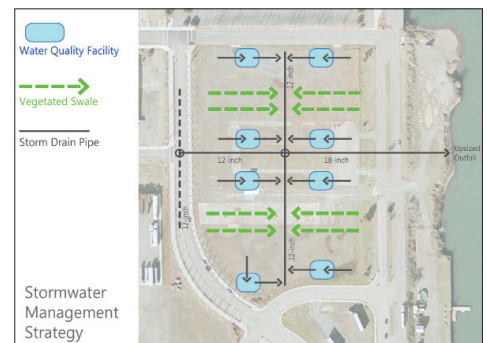 Water Quality Facility
Vegetated Swale
Storm Drain Pipe
12-inch
12-inch
18-inch
Upsized
Outfall
12-inch
12-inch
Stormwater
Management
Strategy